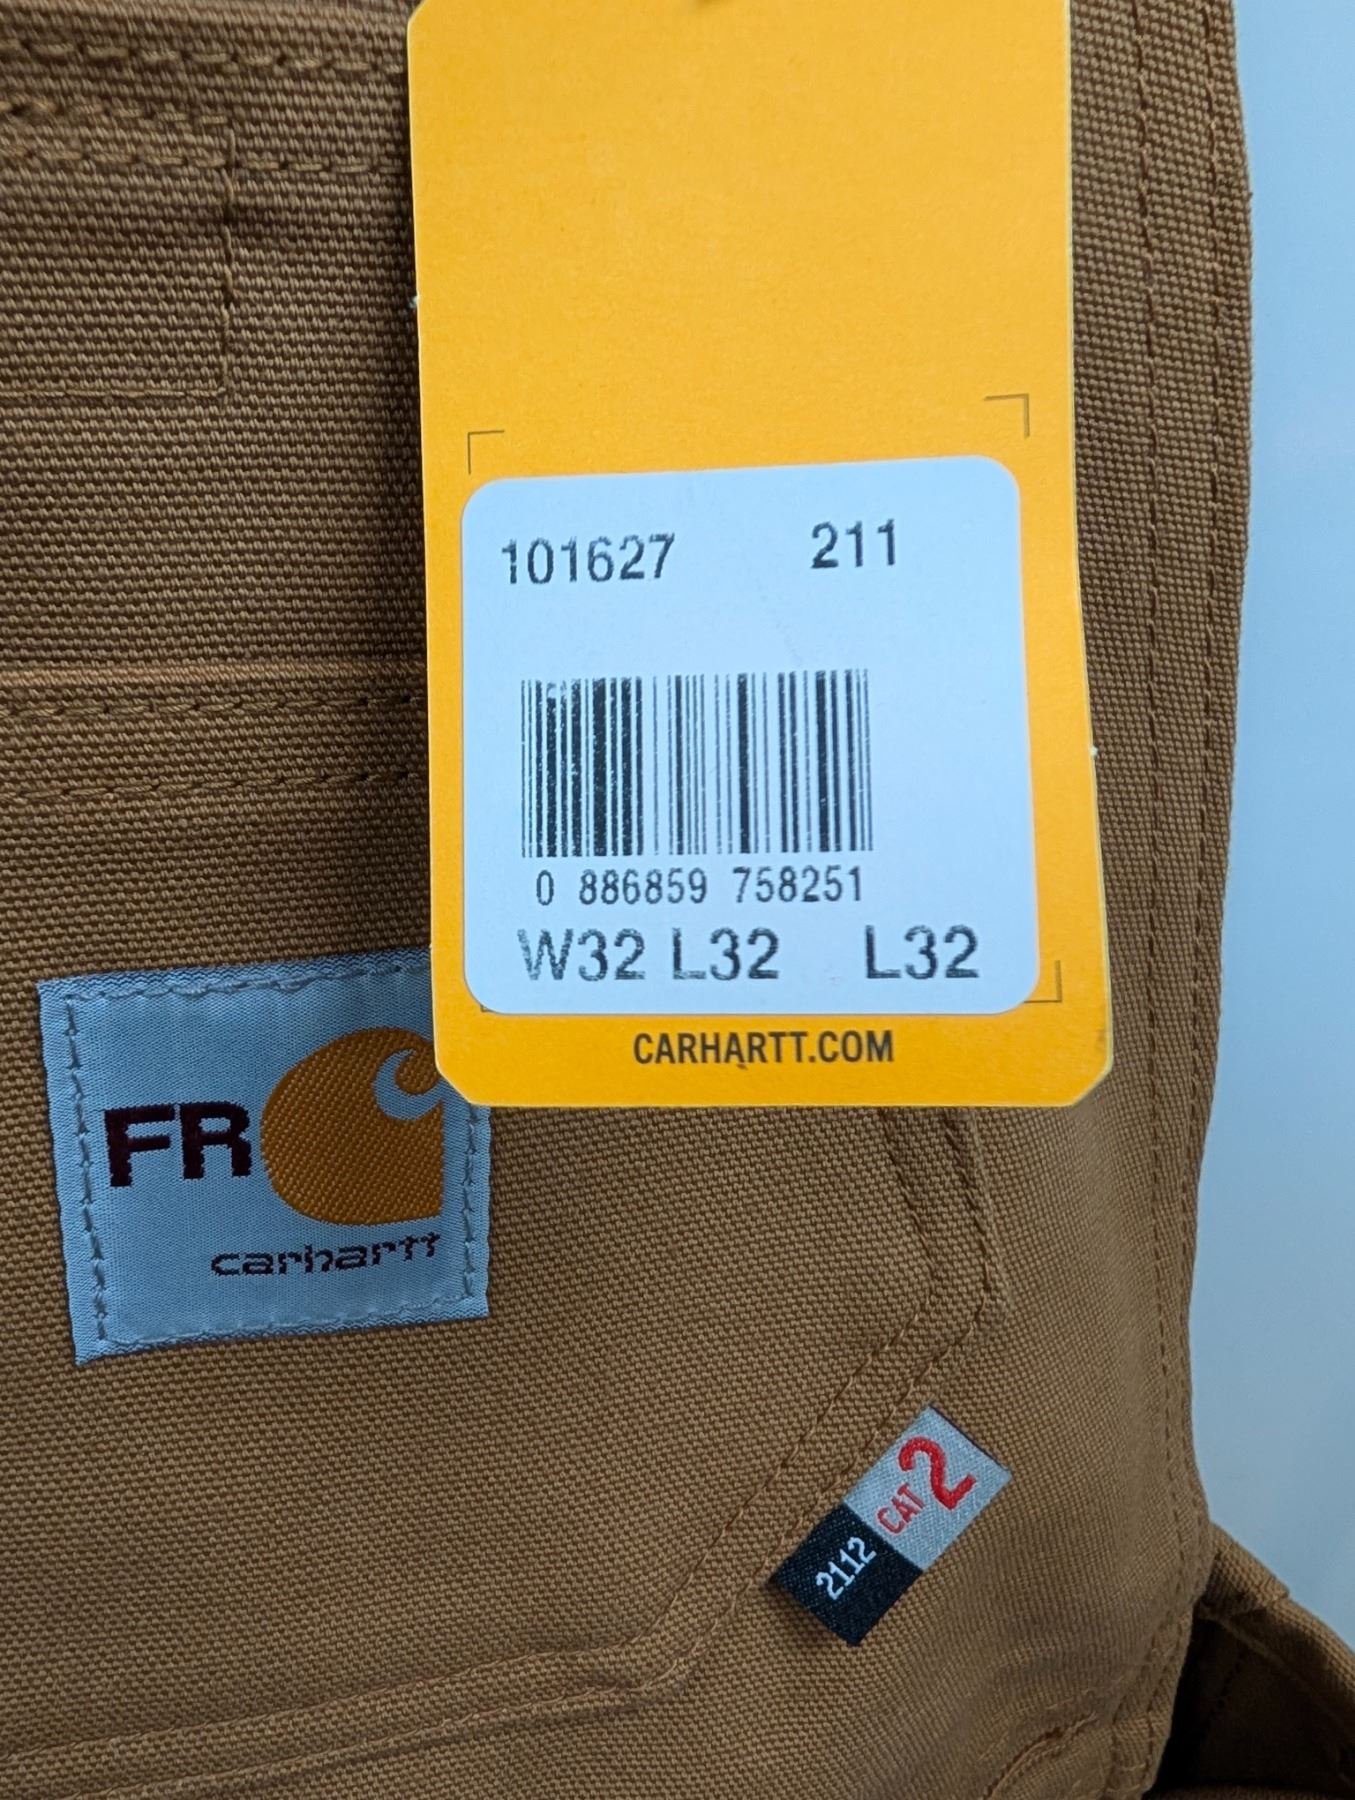 101627 211
0 886859 758251
W32 L32 L32
CARHARTT.COM
FR
carhartt
CAT 2
2112